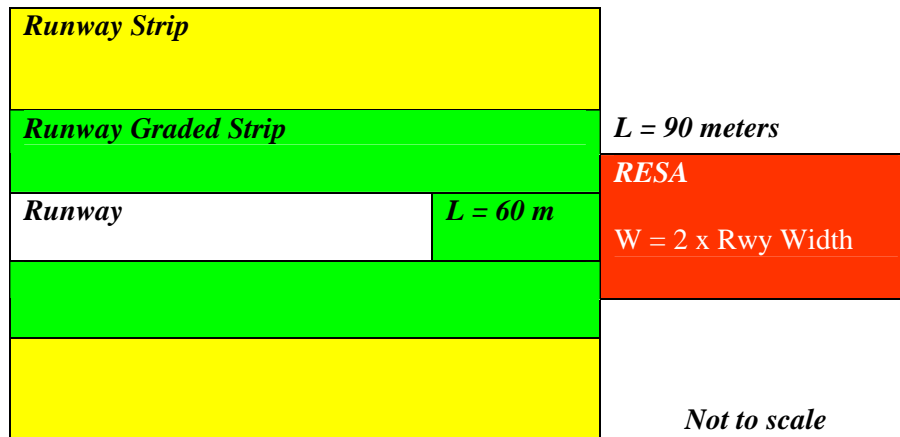 Runway Strip
Runway Graded Strip
L = 90 meters
RESA
Runway
L = 60 m
W = 2 x Rwy Width
Not to scale